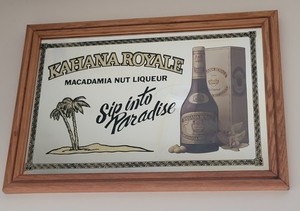 KAHANA ROYALE
MACADAMIA NUT LIQUEUR
Sip into
Paradise